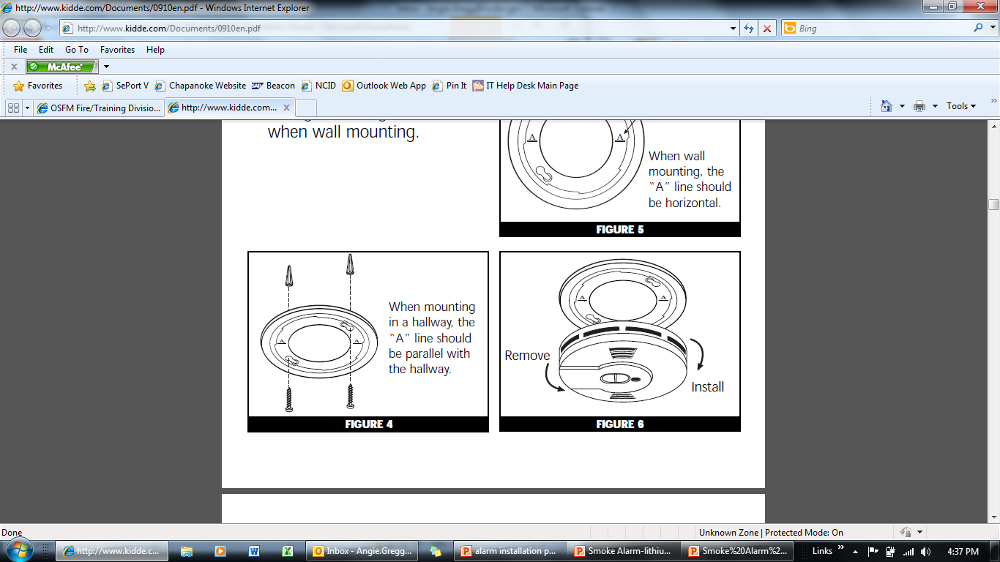 http://www.kidde.com/Documents/0910en.pdf - Windows Internet Explorer
http://www.kidde.com/Documents/0910en.pdf
Bing
File Edit Go To Favorites Help
McAfee
Favorites SePort V Chapanoke Website SAP Beacon NCID Outlook Web App Pin It IT Help Desk Main Page
OSFM Fire/Training Divisio... http://www.kidde.com... Tools
when wall mounting.
A A
When wall
mounting, the
“A” line should
be horizontal.
FIGURE 5
When mounting
in a hallway, the
“A” line should
be parallel with
the hallway.
A A
FIGURE 4
A A
Remove
Install
FIGURE 6
Done Unknown Zone | Protected Mode: On
http://www.kidde.c... Inbox - Angie.Gregg... alarm installation p... Smoke Alarm-lithiu... Smoke%20Alarm%2... Links 4:37 PM